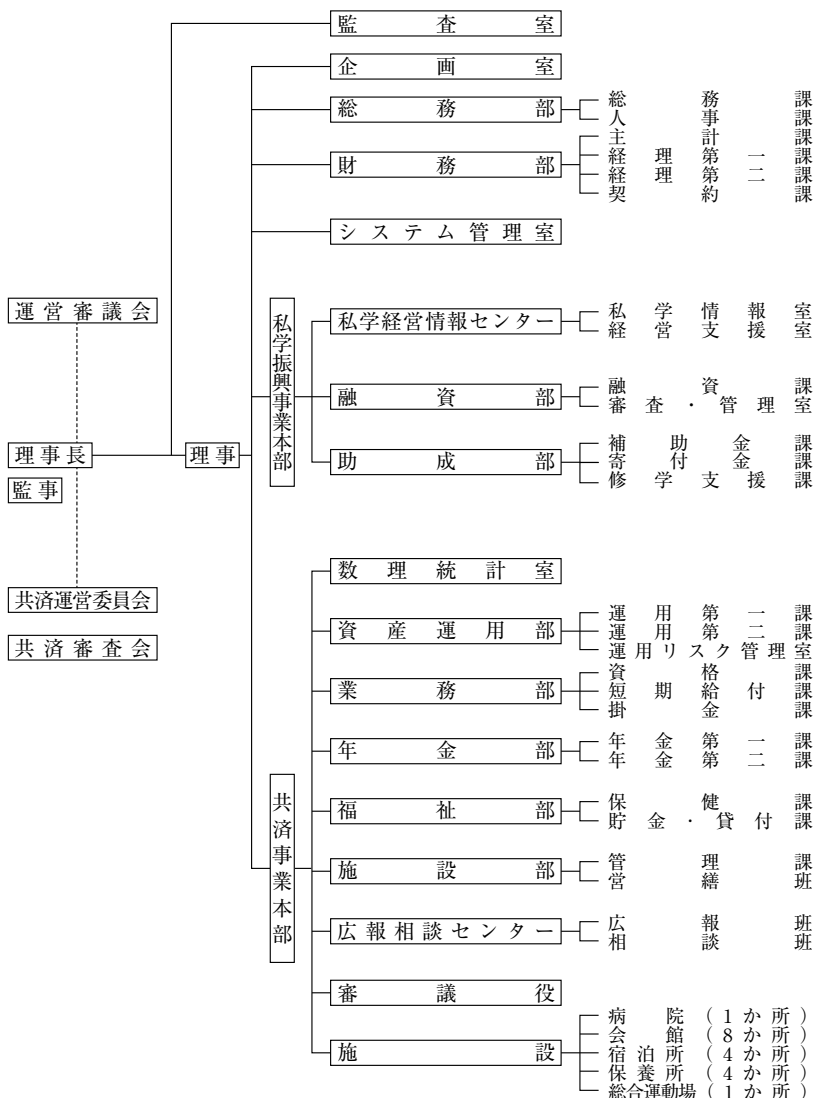 監査室
企画室
総務部
総務課
人事課
財務部
主計課
経理第一課
経理第二課
契約課
システム管理室
運営審議会
理事長
監事
共済運営委員会
共済審査会
理事
私学振興事業本部
私学経営情報センター
私学情報室
経営支援室
融資部
融資課
審査・管理室
助成部
補助金課
寄付金課
修学支援課
共済事業本部
数理統計室
資産運用部
運用第一課
運用第二課
運用リスク管理室
業務部
資格課
短期給付課
掛金課
年金部
年金第一課
年金第二課
福祉部
保健課
貯金・貸付課
施設部
管理課
営繕班
広報相談センター
広報班
相談班
審議役
施設
病院(1か所)
会館(8か所)
宿泊所(4か所)
保養所(4か所)
総合運動場(1か所)